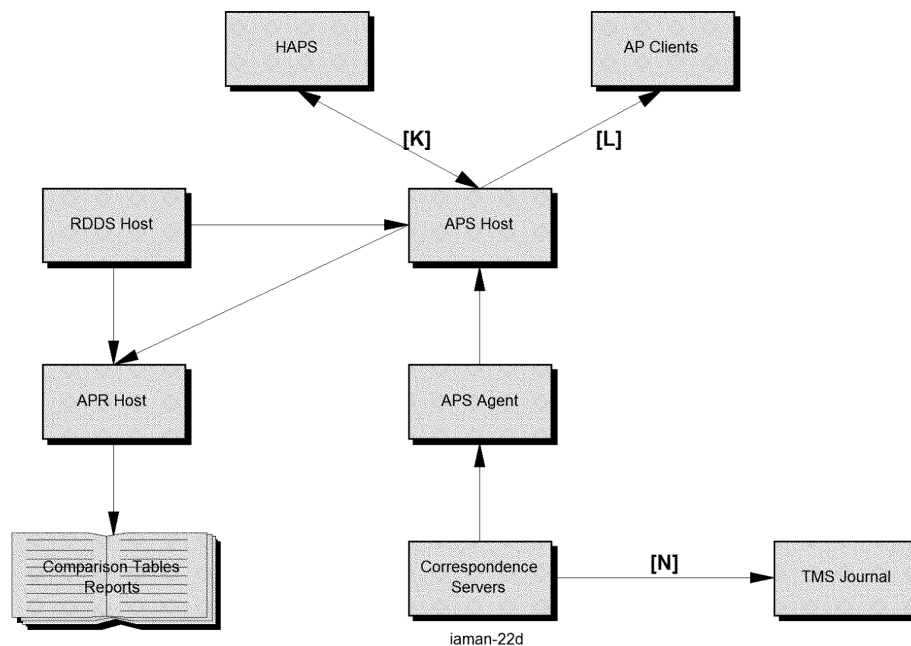 HAPS
AP Clients
[K]
[L]
RDDS Host
APS Host
APR Host
APS Agent
Comparison Tables
Reports
Correspondence
Servers
[N]
TMS Journal
iaman-22d